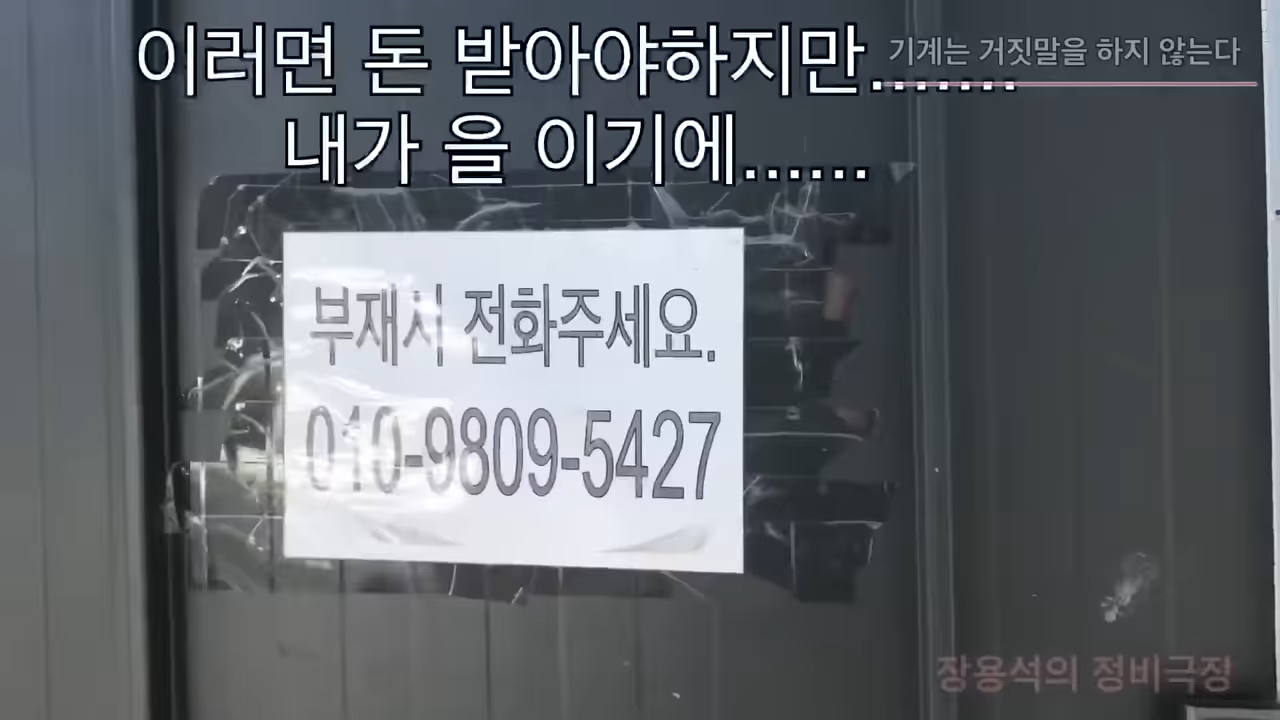 이러면 돈 받아야하지만.......
기계는 거짓말을 하지 않는다
내가 을 이기에......
부재시 전화주세요.
010-9809-5427
장용석의 정비극장